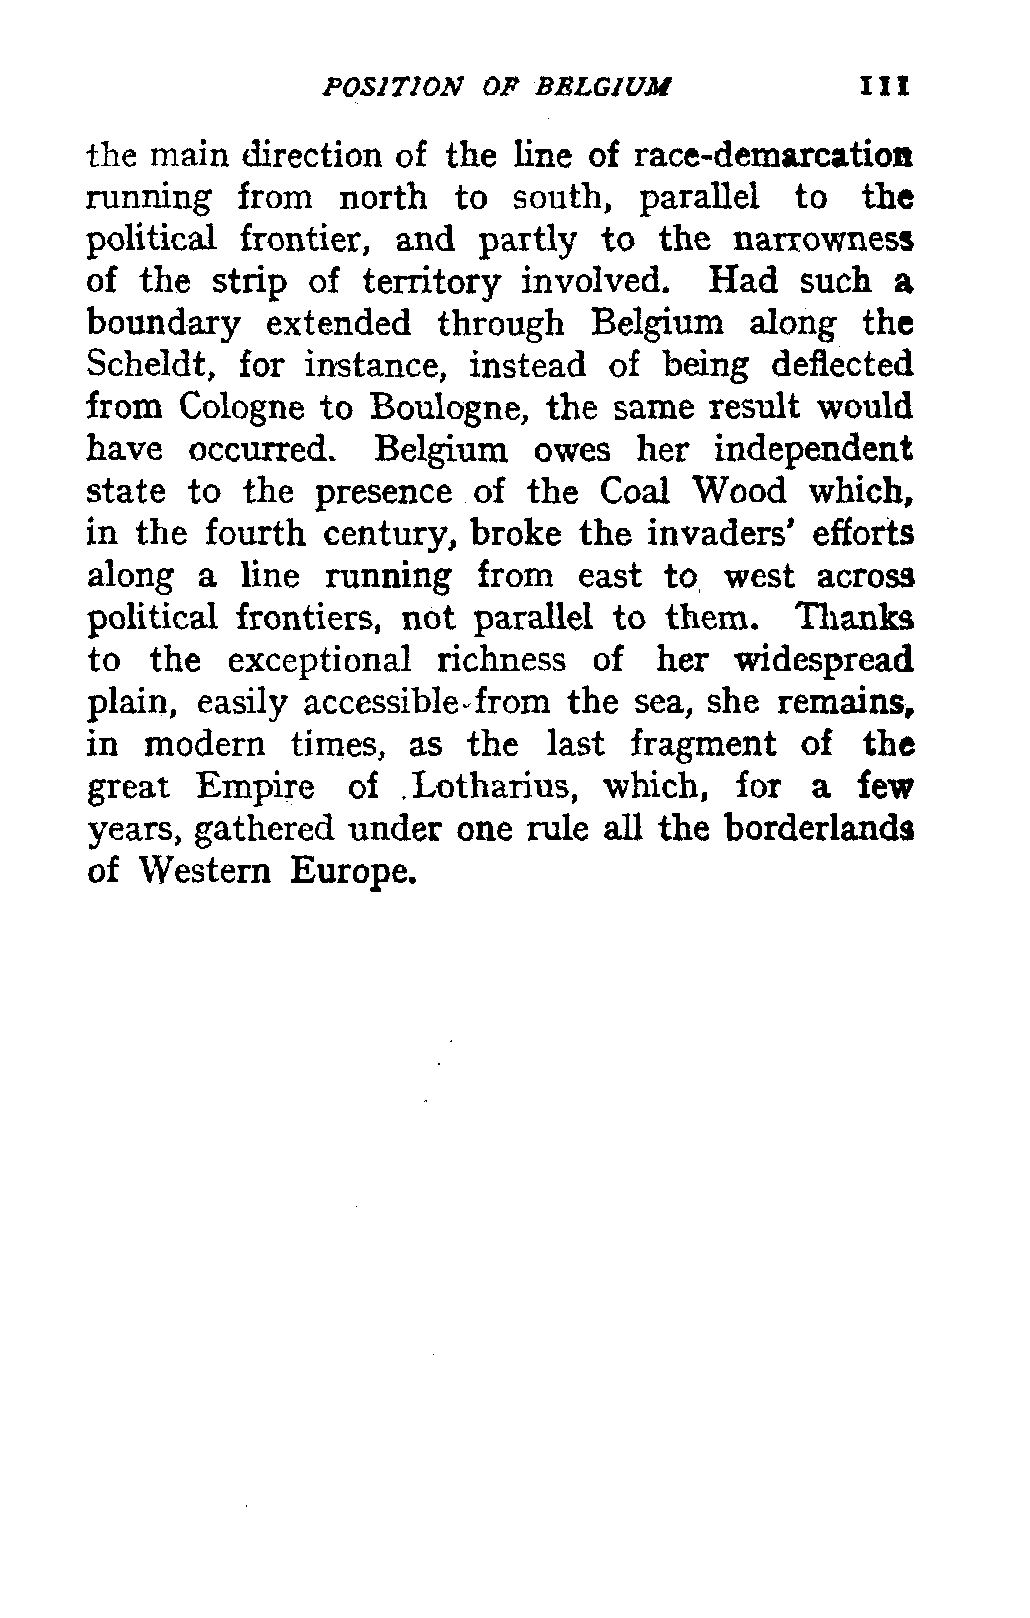 POSITION OF BELGIUM 111
the main direction of the line of race-demarcation
running from north to south, parallel to the
political frontier, and partly to the narrowness
of the strip of territory involved. Had such a
boundary extended through Belgium along the
Scheldt, for instance, instead of being deflected
from Cologne to Boulogne, the same result would
have occurred. Belgium owes her independent
state to the presence of the Coal Wood which,
in the fourth century, broke the invaders' efforts
along a line running from east to west across
political frontiers, not parallel to them. Thanks
to the exceptional richness of her widespread
plain, easily accessible from the sea, she remains,
in modern times, as the last fragment of the
great Empire of Lotharius, which, for a few
years, gathered under one rule all the borderlands
of Western Europe.